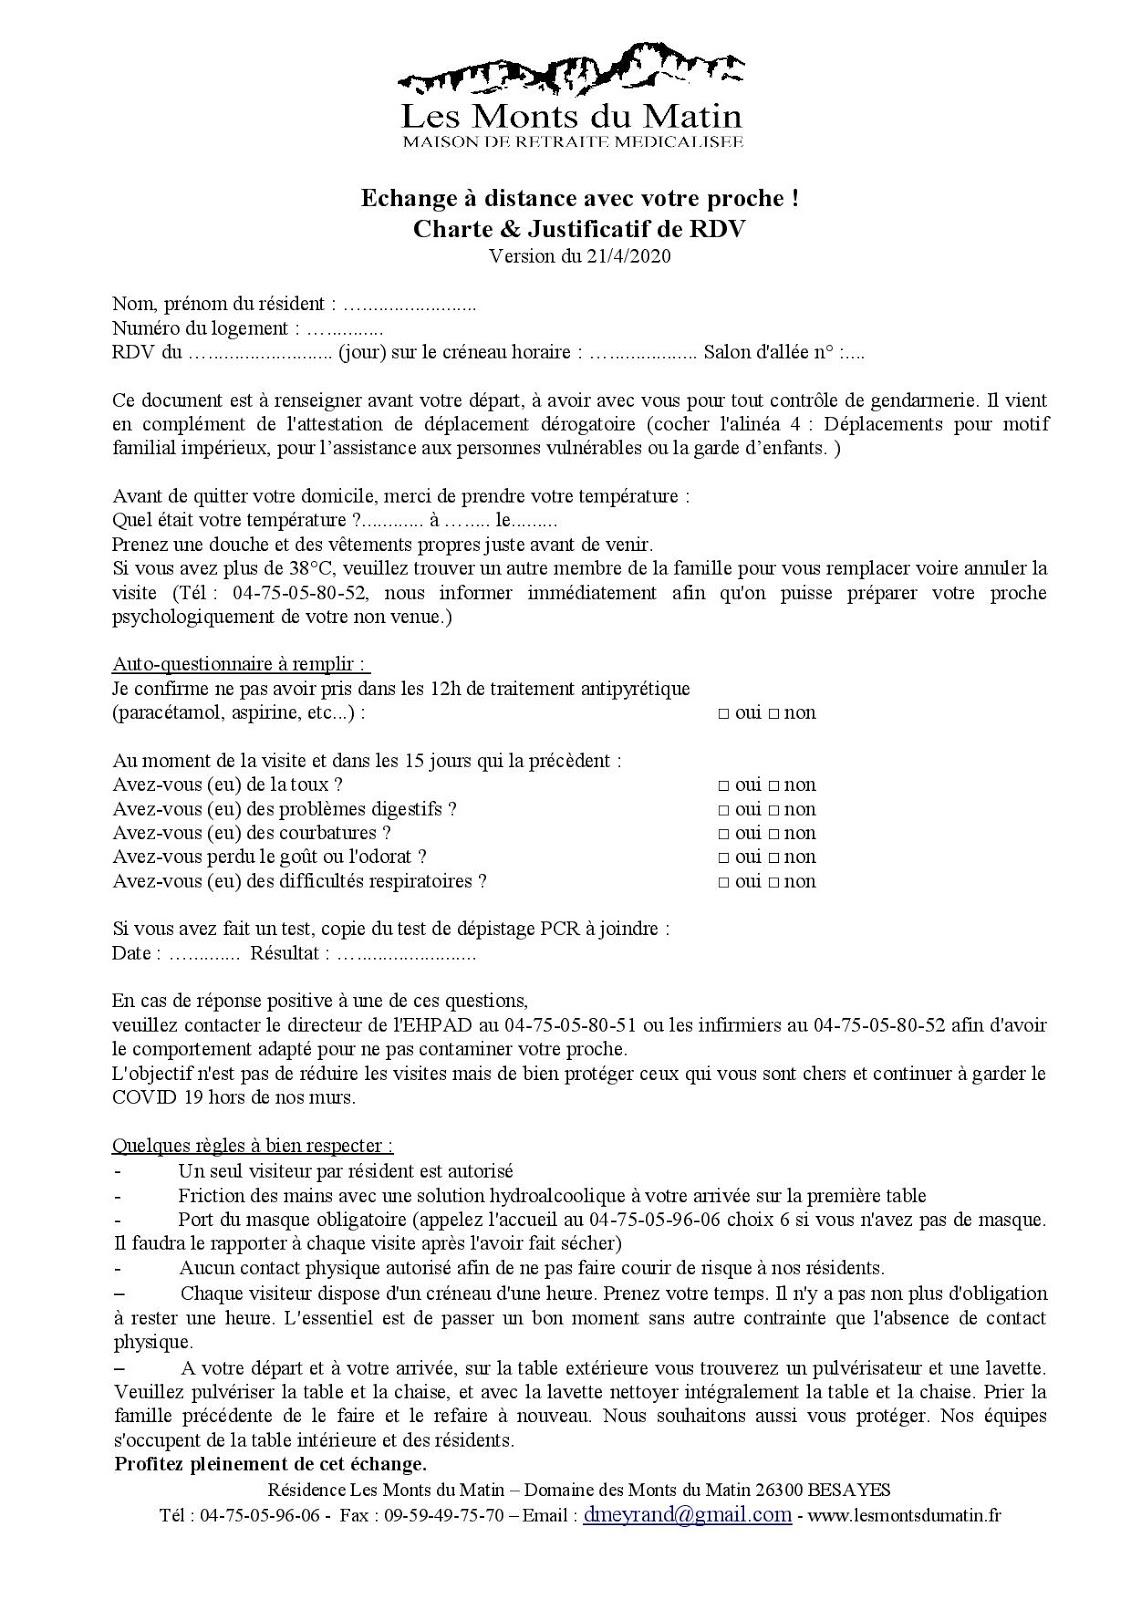 Les Monts du Matin
MAISON DE RETRAITE MEDICALISEE
Echange à distance avec votre proche !
Charte & Justificatif de RDV
Version du 21/4/2020
Nom, prénom du résident : ….......................
Numéro du logement : ….............
RDV du …......................... (jour) sur le créneau horaire : ….................. Salon d'allée n° :....
Ce document est à renseigner avant votre départ, à avoir avec vous pour tout contrôle de gendarmerie. Il vient
en complément de l'attestation de déplacement dérogatoire (cocher l'alinéa 4 : Déplacements pour motif
familial impérieux, pour l’assistance aux personnes vulnérables ou la garde d’enfants. )
Avant de quitter votre domicile, merci de prendre votre température :
Quel était votre température ?............ à …..... le.........
Prenez une douche et des vêtements propres juste avant de venir.
Si vous avez plus de 38°C, veuillez trouver un autre membre de la famille pour vous remplacer voire annuler la
visite (Tél : 04-75-05-80-52, nous informer immédiatement afin qu'on puisse préparer votre proche
psychologiquement de votre non venue.)
Auto-questionnaire à remplir :
Je confirme ne pas avoir pris dans les 12h de traitement antipyrétique
(paracétamol, aspirine, etc...) : □ oui □ non
Au moment de la visite et dans les 15 jours qui la précèdent :
Avez-vous (eu) de la toux ? □ oui □ non
Avez-vous (eu) des problèmes digestifs ? □ oui □ non
Avez-vous (eu) des courbatures ? □ oui □ non
Avez-vous perdu le goût ou l'odorat ? □ oui □ non
Avez-vous (eu) des difficultés respiratoires ? □ oui □ non
Si vous avez fait un test, copie du test de dépistage PCR à joindre :
Date : …........... Résultat : ….........................
En cas de réponse positive à une de ces questions,
veuillez contacter le directeur de l'EHPAD au 04-75-05-80-51 ou les infirmiers au 04-75-05-80-52 afin d'avoir
le comportement adapté pour ne pas contaminer votre proche.
L'objectif n'est pas de réduire les visites mais de bien protéger ceux qui vous sont chers et continuer à garder le
COVID 19 hors de nos murs.
Quelques règles à bien respecter :
- Un seul visiteur par résident est autorisé
- Friction des mains avec une solution hydroalcoolique à votre arrivée sur la première table
- Port du masque obligatoire (appelez l'accueil au 04-75-05-96-06 choix 6 si vous n'avez pas de masque.
Il faudra le rapporter à chaque visite après l'avoir fait sécher)
- Aucun contact physique autorisé afin de ne pas faire courir de risque à nos résidents.
– Chaque visiteur dispose d'un créneau d'une heure. Prenez votre temps. Il n'y a pas non plus d'obligation
à rester une heure. L'essentiel est de passer un bon moment sans autre contrainte que l'absence de contact
physique.
– A votre départ et à votre arrivée, sur la table extérieure vous trouverez un pulvérisateur et une lavette.
Veuillez pulvériser la table et la chaise, et avec la lavette nettoyer intégralement la table et la chaise. Prier la
famille précédente de le faire et le refaire à nouveau. Nous souhaitons aussi vous protéger. Nos équipes
s'occupent de la table intérieure et des résidents.
Profitez pleinement de cet échange.
Résidence Les Monts du Matin – Domaine des Monts du Matin 26300 BESAYES
Tél : 04-75-05-96-06 - Fax : 09-59-49-75-70 – Email : dmeyrand@gmail.com - www.lesmontsdumatin.fr